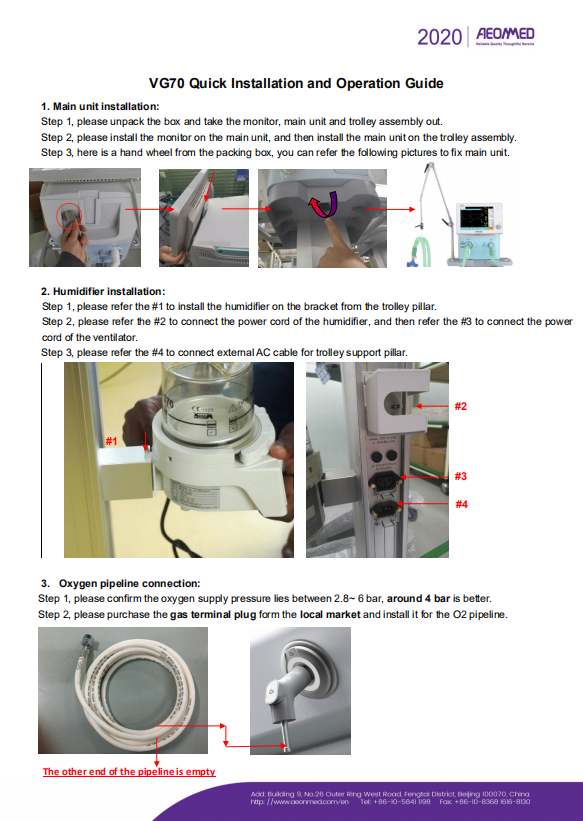 2020
AEONMED
Reliable Quality Thoughtful Service
VG70 Quick Installation and Operation Guide
1. Main unit installation:
Step 1, please unpack the box and take the monitor, main unit and trolley assembly out.
Step 2, please install the monitor on the main unit, and then install the main unit on the trolley assembly.
Step 3, here is a hand wheel from the packing box, you can refer the following pictures to fix main unit.
2. Humidifier installation:
Step 1, please refer the #1 to install the humidifier on the bracket from the trolley pillar.
Step 2, please refer the #2 to connect the power cord of the humidifier, and then refer the #3 to connect the power
cord of the ventilator.
Step 3, please refer the #4 to connect external AC cable for trolley support pillar.
#1
#2
#3
#4
3. Oxygen pipeline connection:
Step 1, please confirm the oxygen supply pressure lies between 2.8~ 6 bar, around 4 bar is better.
Step 2, please purchase the gas terminal plug form the local market and install it for the O2 pipeline.
The other end of the pipeline is empty
Add: Building 9, No.26 Outer Ring West Road, Fengtai District, Beijing 100070, China
http: //www.aeonmed.com/en Tel: +86-10-5841 1198 Fax: +86-10-8368 1616-8130